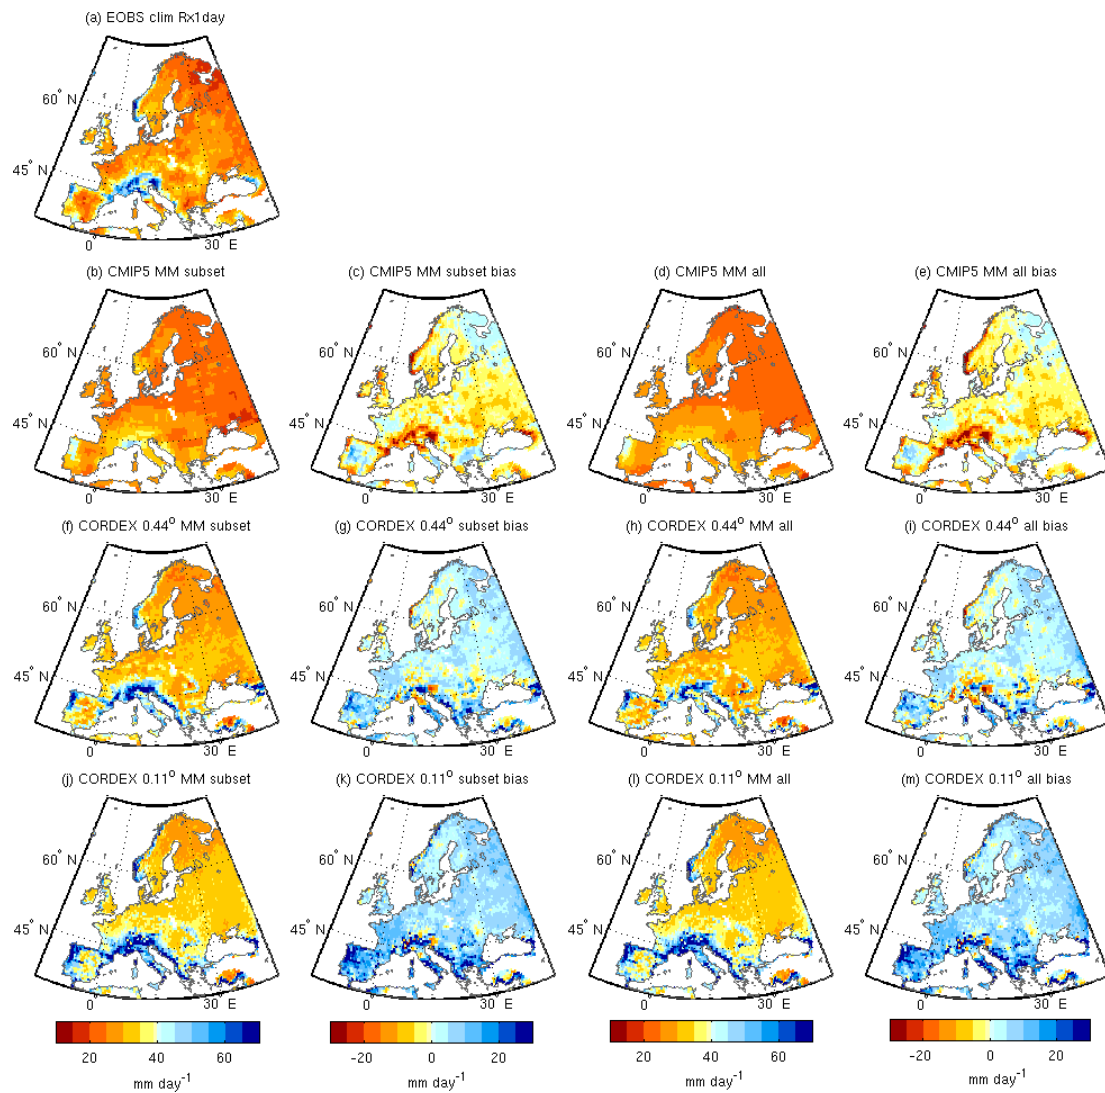 (a) EOBS clim Rx1day
60° N
45° N
0° 30° E
(b) CMIP5 MM subset (c) CMIP5 MM subset bias (d) CMIP5 MM all (e) CMIP5 MM all bias
60° N 60° N 60° N 60° N
45° N 45° N 45° N 45° N
0° 30° E 0° 30° E 0° 30° E 0° 30° E
(f) CORDEX 0.44° MM subset (g) CORDEX 0.44° subset bias (h) CORDEX 0.44° MM all (i) CORDEX 0.44° all bias
60° N 60° N 60° N 60° N
45° N 45° N 45° N 45° N
0° 30° E 0° 30° E 0° 30° E 0° 30° E
(j) CORDEX 0.11° MM subset (k) CORDEX 0.11° subset bias (l) CORDEX 0.11° MM all (m) CORDEX 0.11° all bias
60° N 60° N 60° N 60° N
45° N 45° N 45° N 45° N
0° 30° E 0° 30° E 0° 30° E 0° 30° E
20 40 60 -20 0 20 20 40 60 -20 0 20
mm day⁻¹ mm day⁻¹ mm day⁻¹ mm day⁻¹